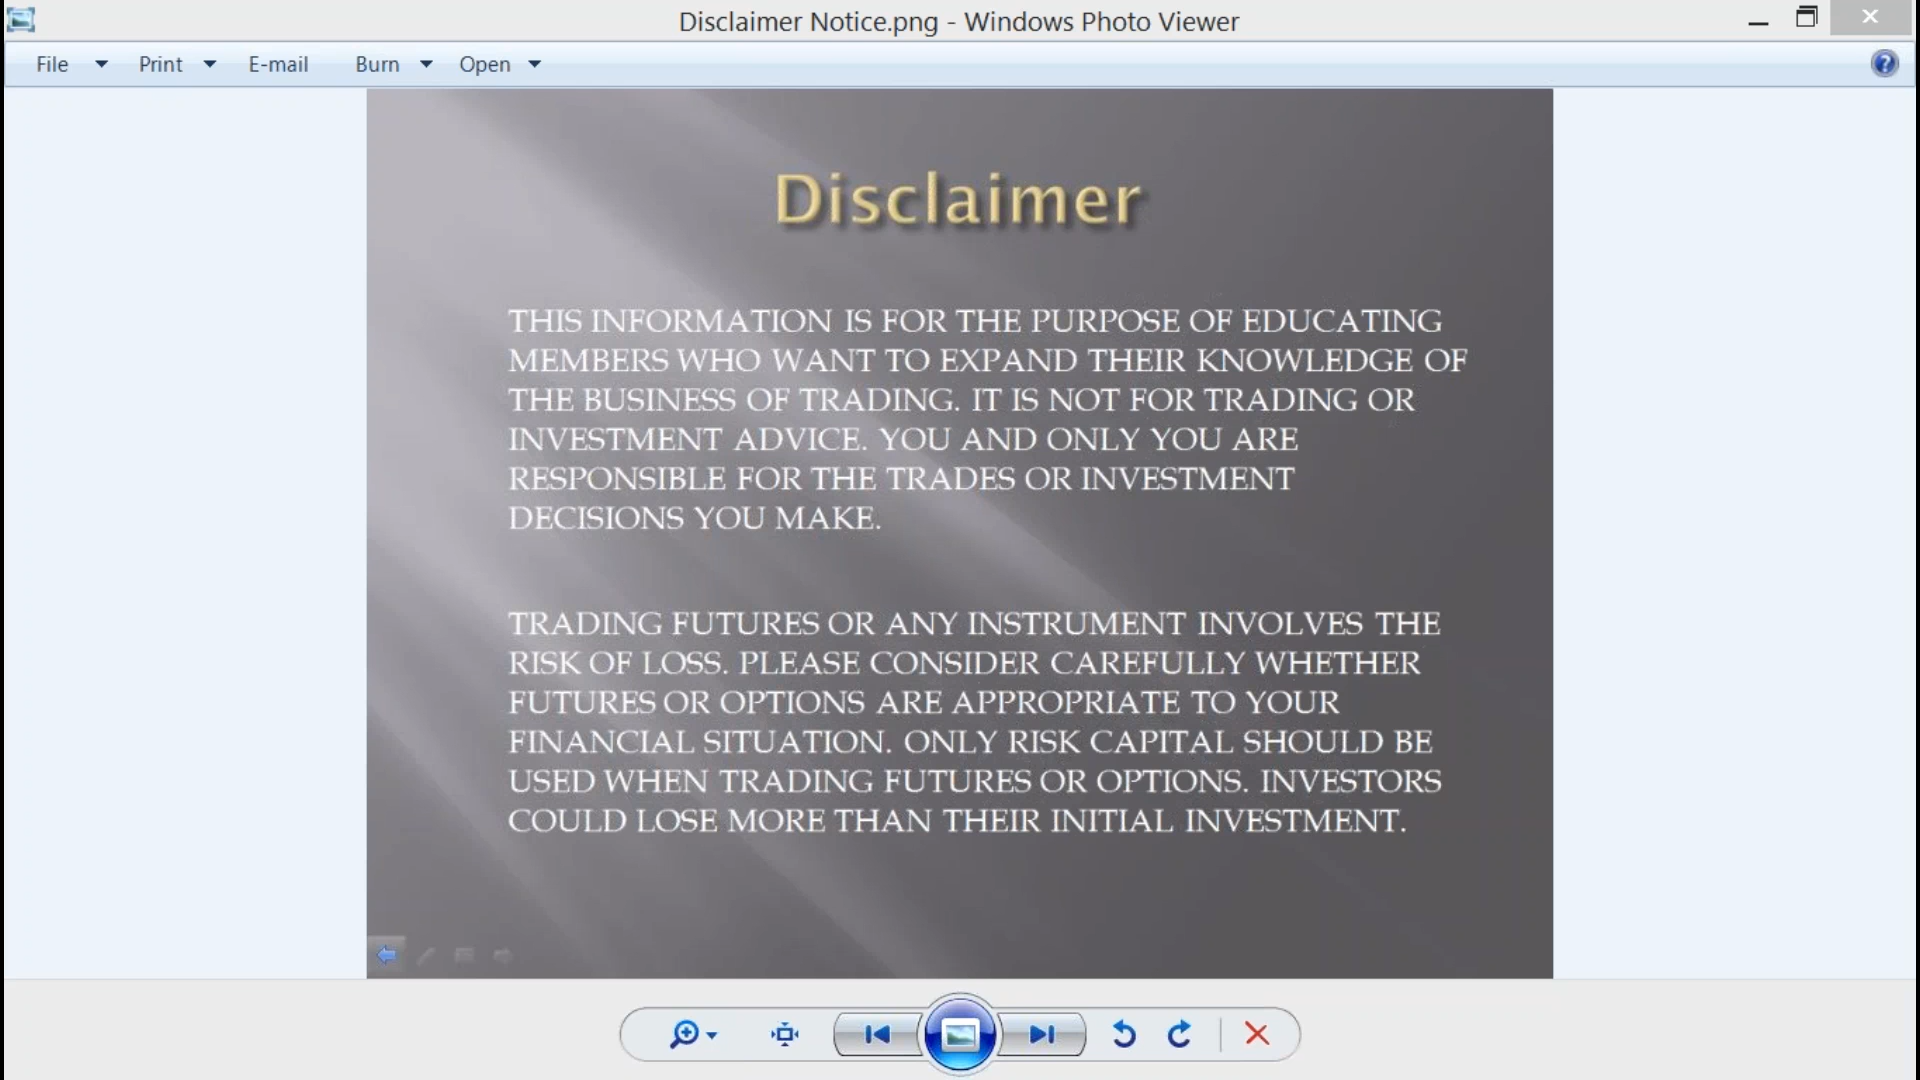 Disclaimer Notice.png - Windows Photo Viewer
File Print E-mail Burn Open
Disclaimer
THIS INFORMATION IS FOR THE PURPOSE OF EDUCATING
MEMBERS WHO WANT TO EXPAND THEIR KNOWLEDGE OF
THE BUSINESS OF TRADING. IT IS NOT FOR TRADING OR
INVESTMENT ADVICE. YOU AND ONLY YOU ARE
RESPONSIBLE FOR THE TRADES OR INVESTMENT
DECISIONS YOU MAKE.
TRADING FUTURES OR ANY INSTRUMENT INVOLVES THE
RISK OF LOSS. PLEASE CONSIDER CAREFULLY WHETHER
FUTURES OR OPTIONS ARE APPROPRIATE TO YOUR
FINANCIAL SITUATION. ONLY RISK CAPITAL SHOULD BE
USED WHEN TRADING FUTURES OR OPTIONS. INVESTORS
COULD LOSE MORE THAN THEIR INITIAL INVESTMENT.